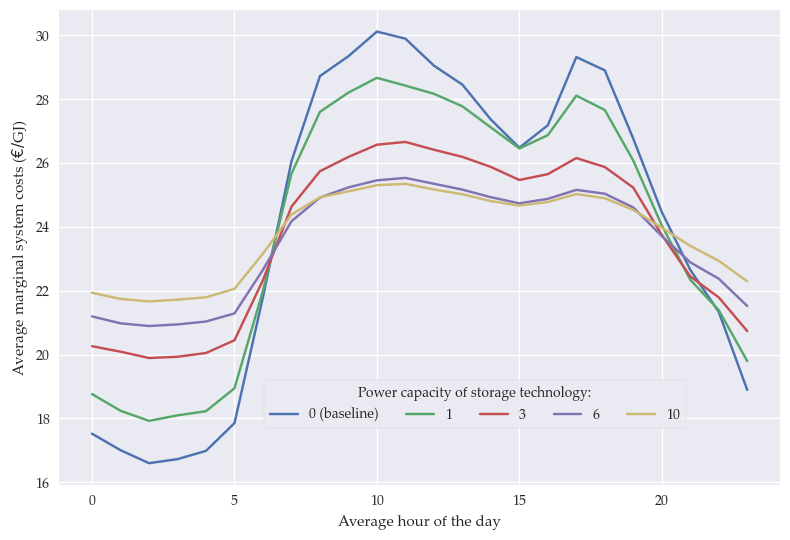 30
28
26
24
22
20
18
16
Average marginal system costs (€/GJ)
Power capacity of storage technology:
0 (baseline) 1 3 6 10
0 5 10 15 20
Average hour of the day